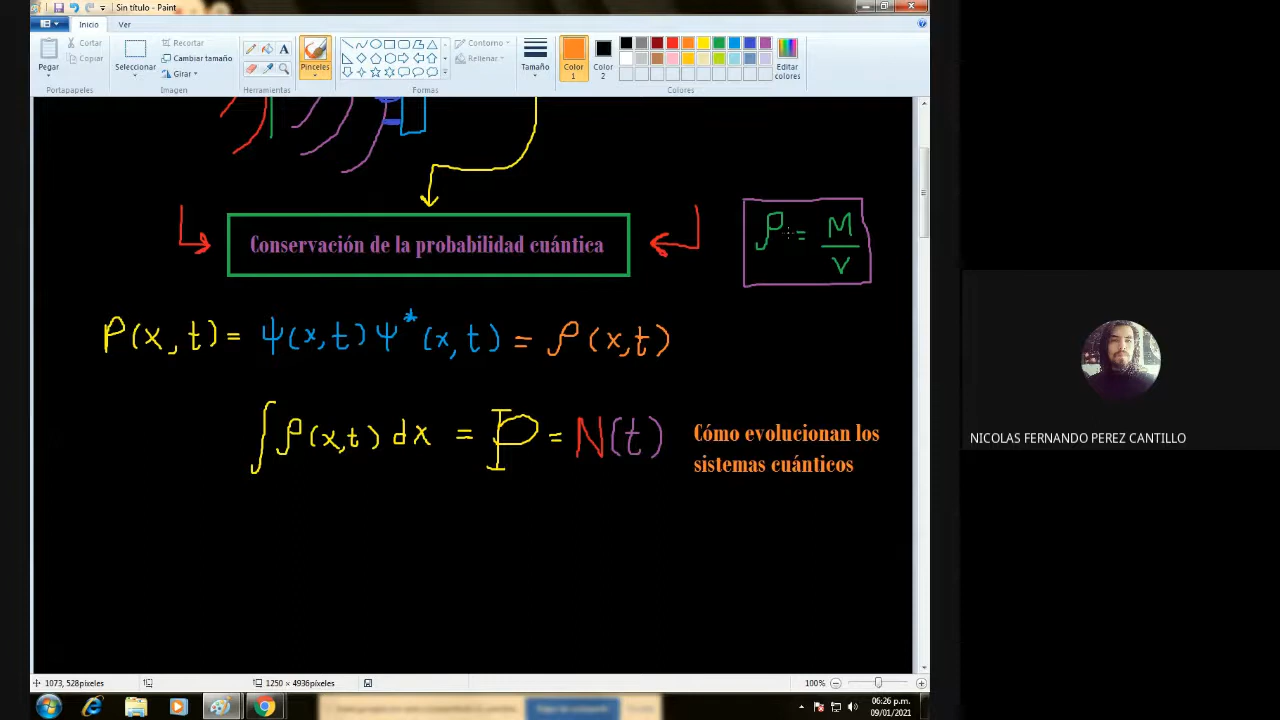 Sin título - Paint
Inicio Ver
Pegar
Cortar
Copiar
Portapapeles
Seleccionar
Recortar
Cambiar tamaño
Girar
Imagen
Herramientas
Pinceles
Contorno
Rellenar
Formas
Tamaño
Color 1
Color 2
Editar colores
Colores
Conservación de la probabilidad cuántica
ρ = M/V
P(x,t) = Ψ(x,t)Ψ*(x,t) = ρ(x,t)
∫ρ(x,t) dx = P = N(t)
Cómo evolucionan los
sistemas cuánticos
NICOLAS FERNANDO PEREZ CANTILLO
1073, 528píxeles
1250 × 4936píxeles
100%
06:26 p.m.
09/01/2021